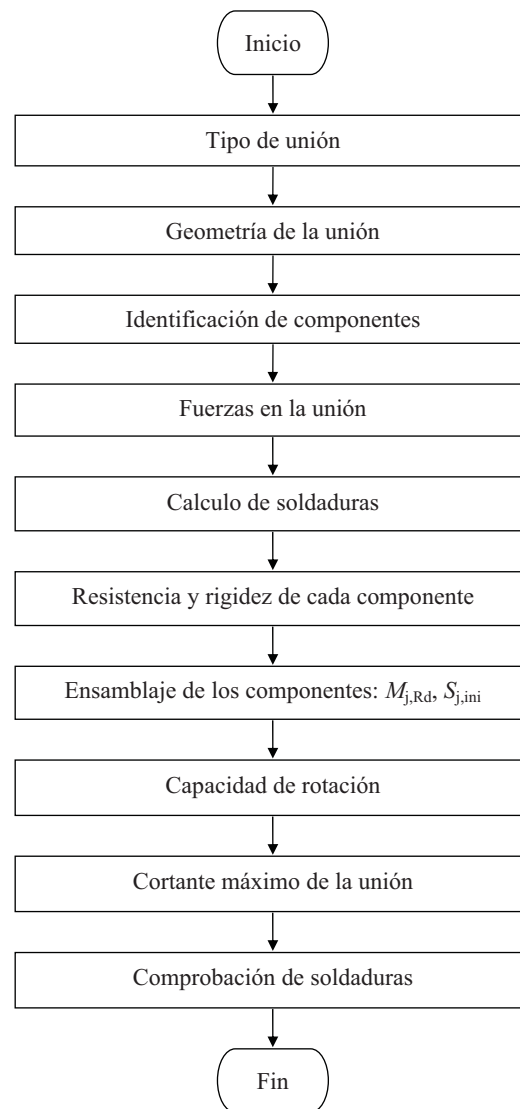 Inicio
Tipo de unión
Geometría de la unión
Identificación de componentes
Fuerzas en la unión
Calculo de soldaduras
Resistencia y rigidez de cada componente
Ensamblaje de los componentes: M_{j,Rd}, S_{j,ini}
Capacidad de rotación
Cortante máximo de la unión
Comprobación de soldaduras
Fin